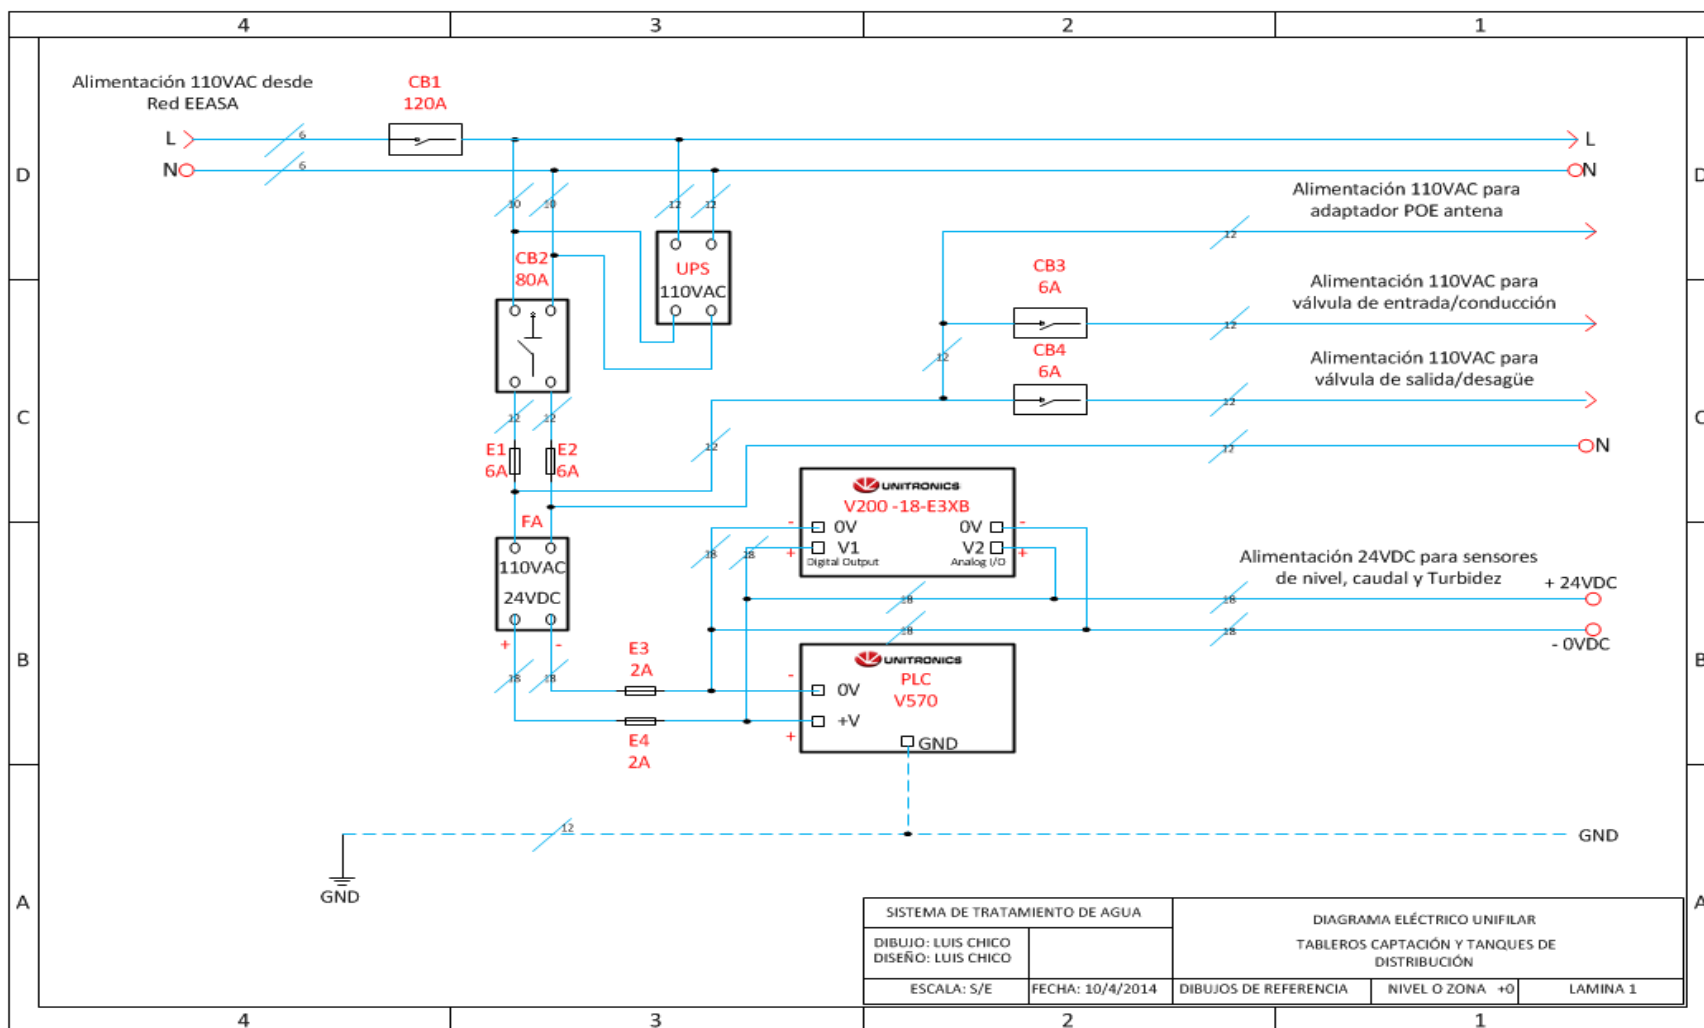 4 3 2 1
Alimentación 110VAC desde
Red EEASA
CB1
120A
L
6
L
N
6
N
D
D
10
10
12
12
Alimentación 110VAC para
adaptador POE antena
12
CB2
80A
UPS
110VAC
CB3
6A
Alimentación 110VAC para
válvula de entrada/conducción
12
12
CB4
6A
Alimentación 110VAC para
válvula de salida/desagüe
12
C
C
12
12
E1
6A
E2
6A
12
12
N
UNITRONICS
V200 -18-E3XB
- 0V
0V -
+ V1
V2 +
Digital Output
Analog I/O
FA
110VAC
24VDC
18
18
Alimentación 24VDC para sensores
de nivel, caudal y Turbidez
+ 24VDC
18
18
18
18
- 0VDC
B
B
+
-
18
18
E3
2A
E4
2A
UNITRONICS
PLC
V570
- 0V
+V
+
GND
12
GND
GND
A
A
SISTEMA DE TRATAMIENTO DE AGUA
DIBUJO: LUIS CHICO
DISEÑO: LUIS CHICO
ESCALA: S/E
FECHA: 10/4/2014
DIAGRAMA ELÉCTRICO UNIFILAR
TABLEROS CAPTACIÓN Y TANQUES DE
DISTRIBUCIÓN
DIBUJOS DE REFERENCIA
NIVEL O ZONA +0
LAMINA 1
4 3 2 1